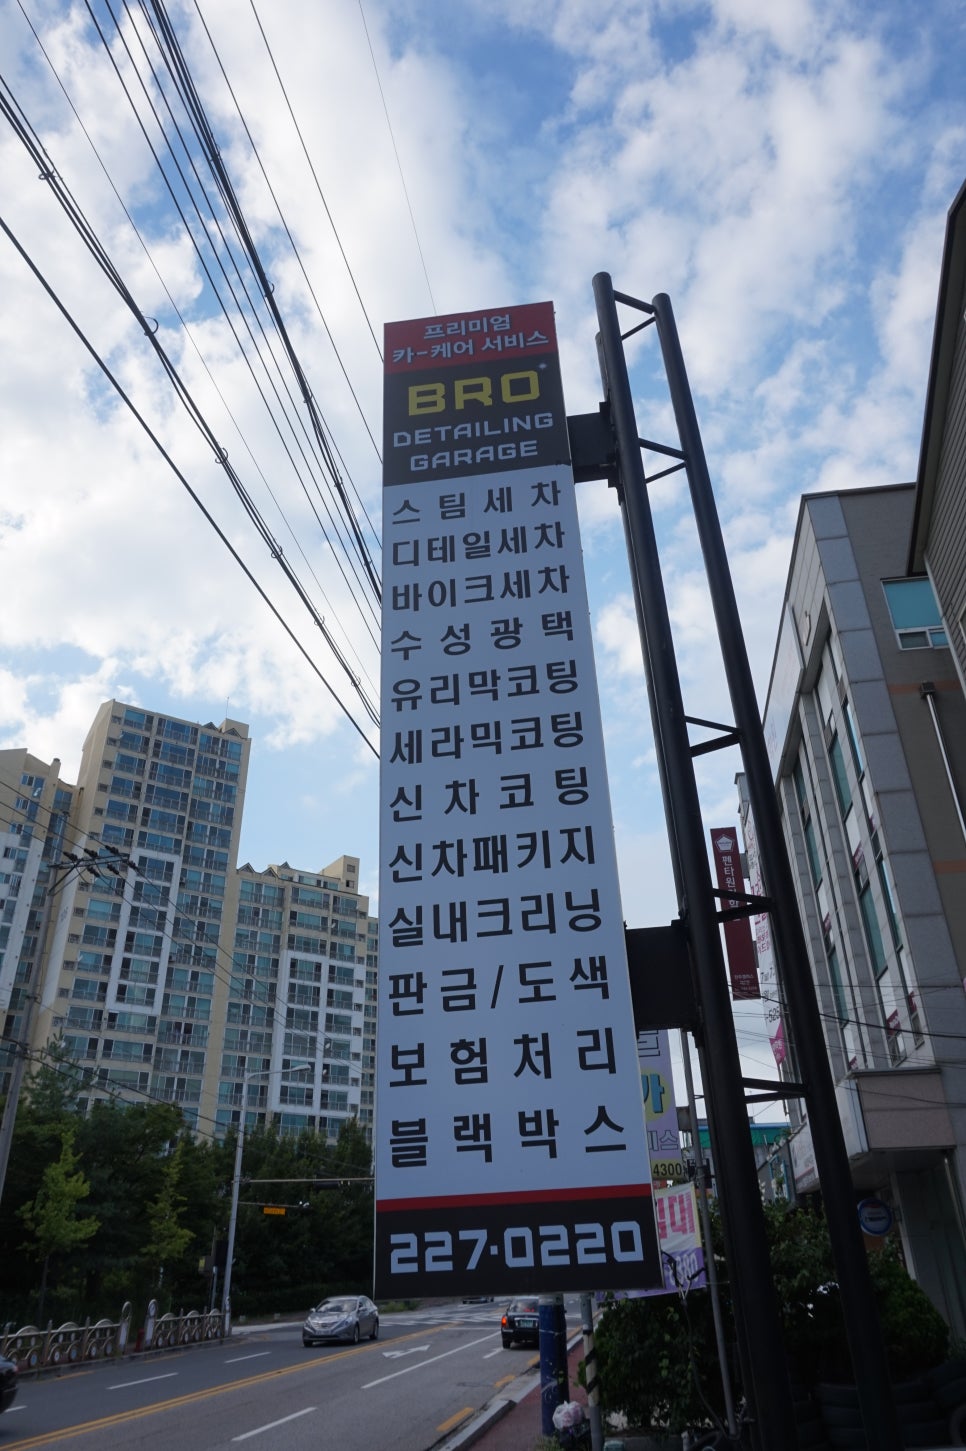 프리미엄
카-케어 서비스
BRO
DETAILING
GARAGE
스팀세차
디테일세차
바이크세차
수성광택
유리막코팅
세라믹코팅
신차코팅
신차패키지
실내크리닝
판금/도색
보험처리
블랙박스
227·0220
4300